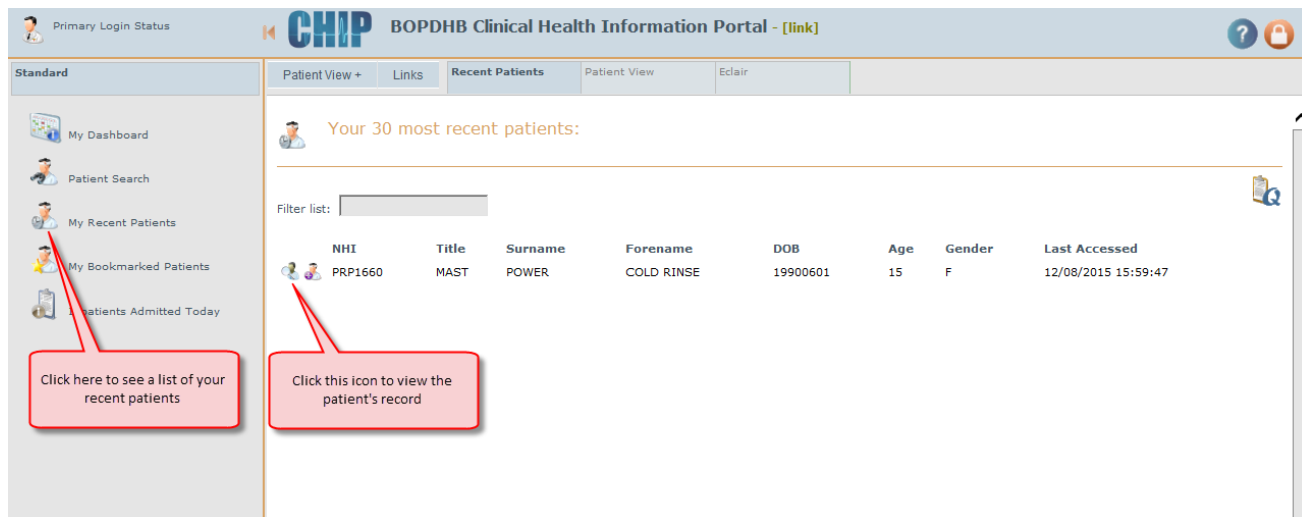 Primary Login Status
CHIP
BOPDHB Clinical Health Information Portal - [link]
Standard
Patient View +
Links
Recent Patients
Patient View
Eclair
My Dashboard
Patient Search
My Recent Patients
My Bookmarked Patients
patients Admitted Today
Your 30 most recent patients:
Filter list:
NHI Title Surname Forename DOB Age Gender Last Accessed
PRP1660 MAST POWER COLD RINSE 19900601 15 F 12/08/2015 15:59:47
Click here to see a list of your
recent patients
Click this icon to view the
patient's record